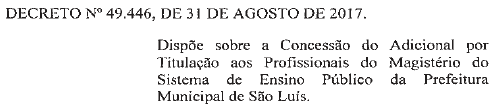 DECRETO Nº 49.446, DE 31 DE AGOSTO DE 2017.
Dispõe sobre a Concessão do Adicional por
Titulação aos Profissionais do Magistério do
Sistema de Ensino Público da Prefeitura
Municipal de São Luís.